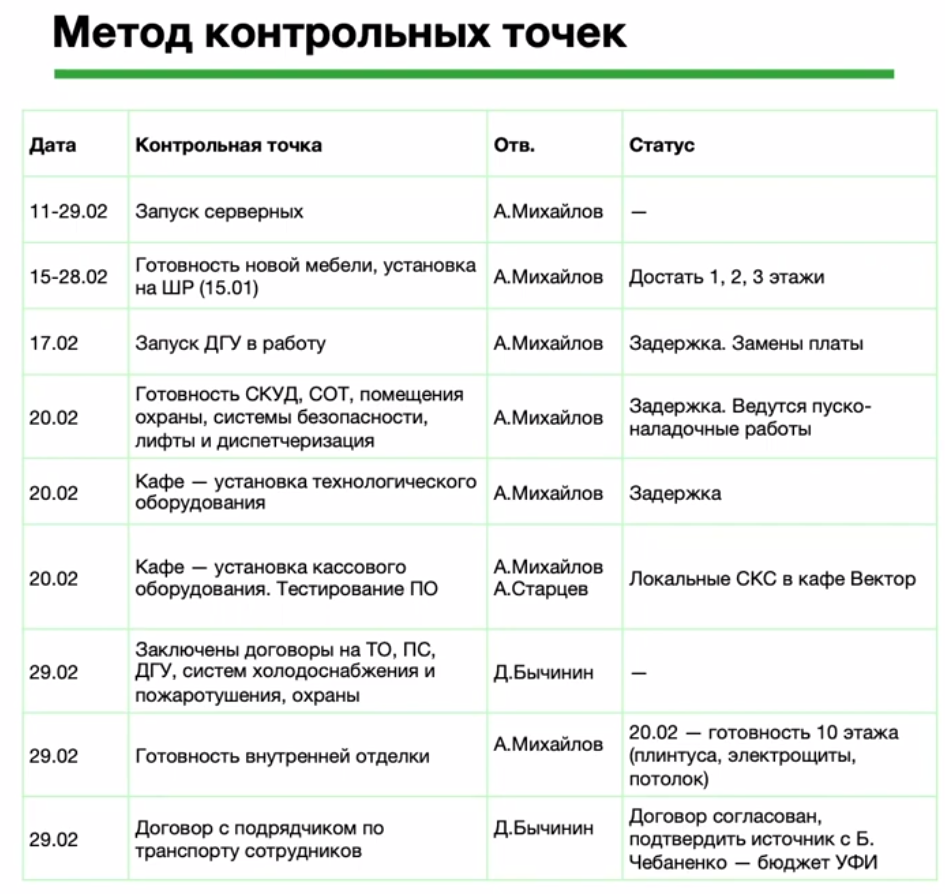 Метод контрольных точек
Дата
Контрольная точка
Отв.
Статус
11-29.02
Запуск серверных
А.Михайлов
—
15-28.02
Готовность новой мебели, установка
на ШР (15.01)
А.Михайлов
Достать 1, 2, 3 этажи
17.02
Запуск ДГУ в работу
А.Михайлов
Задержка. Замены платы
20.02
Готовность СКУД, СОТ, помещения
охраны, системы безопасности,
лифты и диспетчеризация
А.Михайлов
Задержка. Ведутся пуско-
наладочные работы
20.02
Кафе — установка технологического
оборудования
А.Михайлов
Задержка
20.02
Кафе — установка кассового
оборудования. Тестирование ПО
А.Михайлов
А.Старцев
Локальные СКС в кафе Вектор
29.02
Заключены договоры на ТО, ПС,
ДГУ, систем холодоснабжения и
пожаротушения, охраны
Д.Бычинин
—
29.02
Готовность внутренней отделки
А.Михайлов
20.02 — готовность 10 этажа
(плинтуса, электрощиты,
потолок)
29.02
Договор с подрядчиком по
транспорту сотрудников
Д.Бычинин
Договор согласован,
подтвердить источник с Б.
Чебаненко — бюджет УФИ